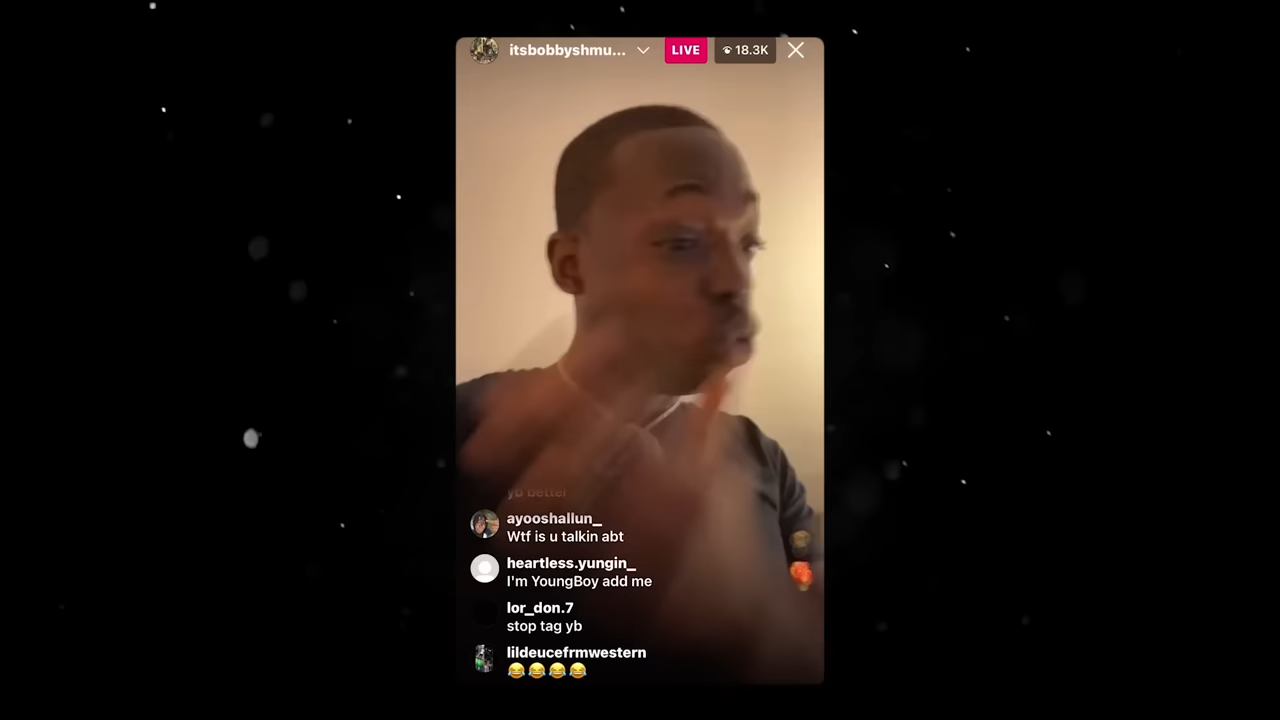 itsbobbyshmu...
LIVE
18.3K
yb better
ayooshallun_
Wtf is u talkin abt
heartless.yungin_
I'm YoungBoy add me
lor_don.7
stop tag yb
lildeucefrmwestern
😂😂😂😂